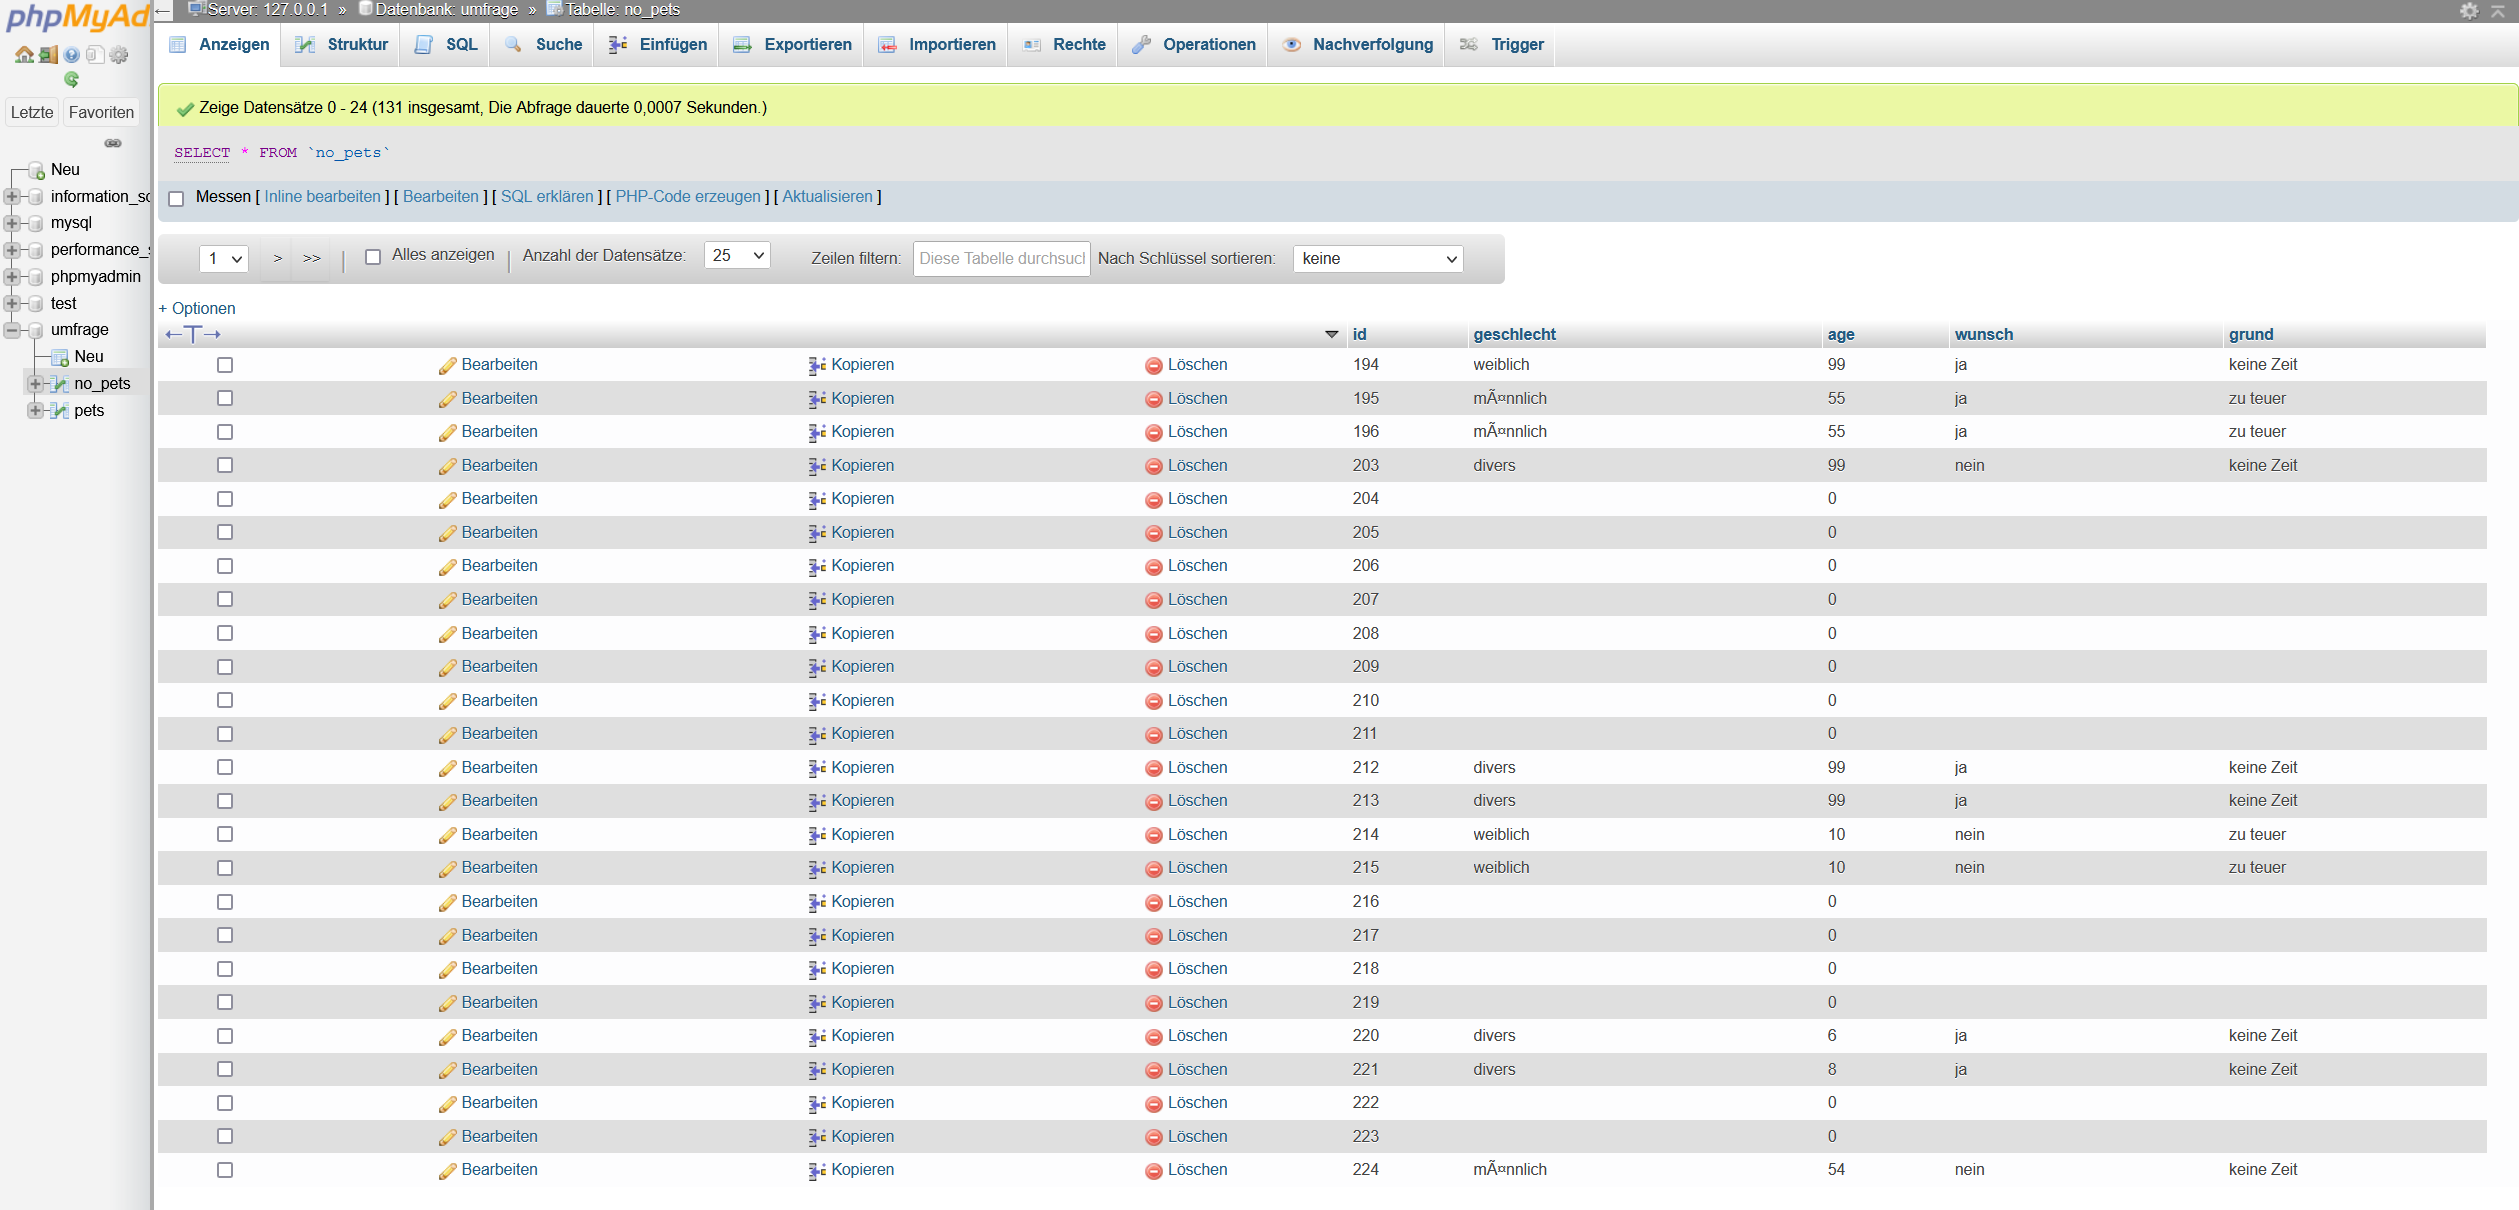 phpMyAd
Server: 127.0.0.1 » Datenbank: umfrage » Tabelle: no_pets
Anzeigen Struktur SQL Suche Einfügen Exportieren Importieren Rechte Operationen Nachverfolgung Trigger
Letzte Favoriten
Neu
information_sc
mysql
performance_s
phpmyadmin
test
umfrage
Neu
no_pets
pets
Zeige Datensätze 0 - 24 (131 insgesamt, Die Abfrage dauerte 0,0007 Sekunden.)
SELECT * FROM `no_pets`
Messen [ Inline bearbeiten ] [ Bearbeiten ] [ SQL erklären ] [ PHP-Code erzeugen ] [ Aktualisieren ]
1 > >> | Alles anzeigen | Anzahl der Datensätze: 25 Zeilen filtern: Diese Tabelle durchsuch Nach Schlüssel sortieren: keine
+ Optionen
←T→ id geschlecht age wunsch grund
Bearbeiten Kopieren Löschen 194 weiblich 99 ja keine Zeit
Bearbeiten Kopieren Löschen 195 mÃ¤nnlich 55 ja zu teuer
Bearbeiten Kopieren Löschen 196 mÃ¤nnlich 55 ja zu teuer
Bearbeiten Kopieren Löschen 203 divers 99 nein keine Zeit
Bearbeiten Kopieren Löschen 204 0
Bearbeiten Kopieren Löschen 205 0
Bearbeiten Kopieren Löschen 206 0
Bearbeiten Kopieren Löschen 207 0
Bearbeiten Kopieren Löschen 208 0
Bearbeiten Kopieren Löschen 209 0
Bearbeiten Kopieren Löschen 210 0
Bearbeiten Kopieren Löschen 211 0
Bearbeiten Kopieren Löschen 212 divers 99 ja keine Zeit
Bearbeiten Kopieren Löschen 213 divers 99 ja keine Zeit
Bearbeiten Kopieren Löschen 214 weiblich 10 nein zu teuer
Bearbeiten Kopieren Löschen 215 weiblich 10 nein zu teuer
Bearbeiten Kopieren Löschen 216 0
Bearbeiten Kopieren Löschen 217 0
Bearbeiten Kopieren Löschen 218 0
Bearbeiten Kopieren Löschen 219 0
Bearbeiten Kopieren Löschen 220 divers 6 ja keine Zeit
Bearbeiten Kopieren Löschen 221 divers 8 ja keine Zeit
Bearbeiten Kopieren Löschen 222 0
Bearbeiten Kopieren Löschen 223 0
Bearbeiten Kopieren Löschen 224 mÃ¤nnlich 54 nein keine Zeit